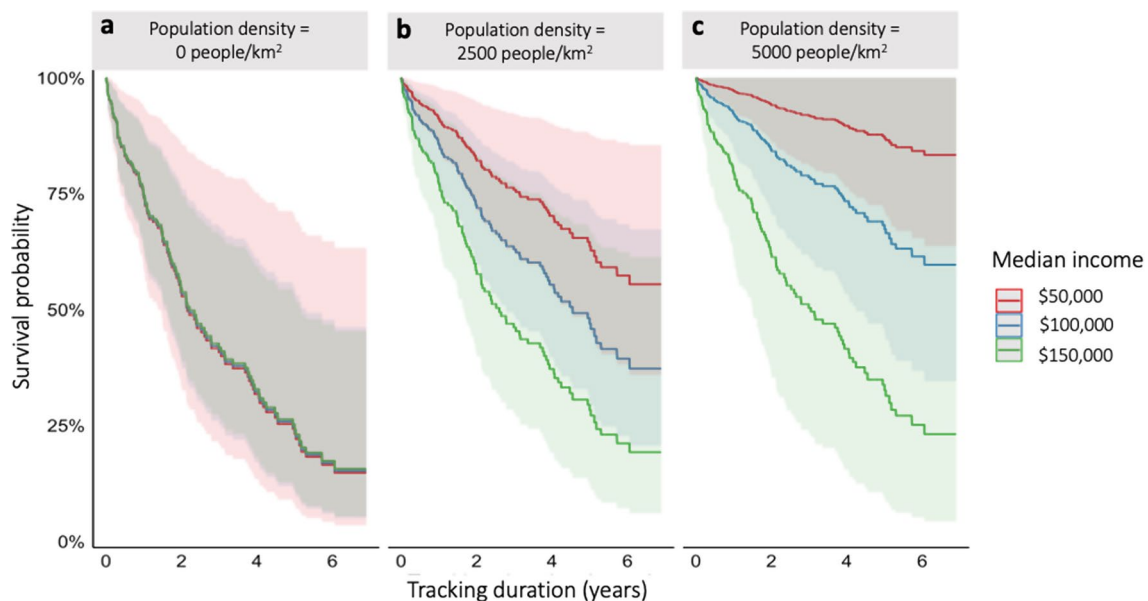 a Population density =
0 people/km²
b Population density =
2500 people/km²
c Population density =
5000 people/km²
Survival probability
100%
75%
50%
25%
0%
0 2 4 6
0 2 4 6
0 2 4 6
Tracking duration (years)
Median income
$50,000
$100,000
$150,000